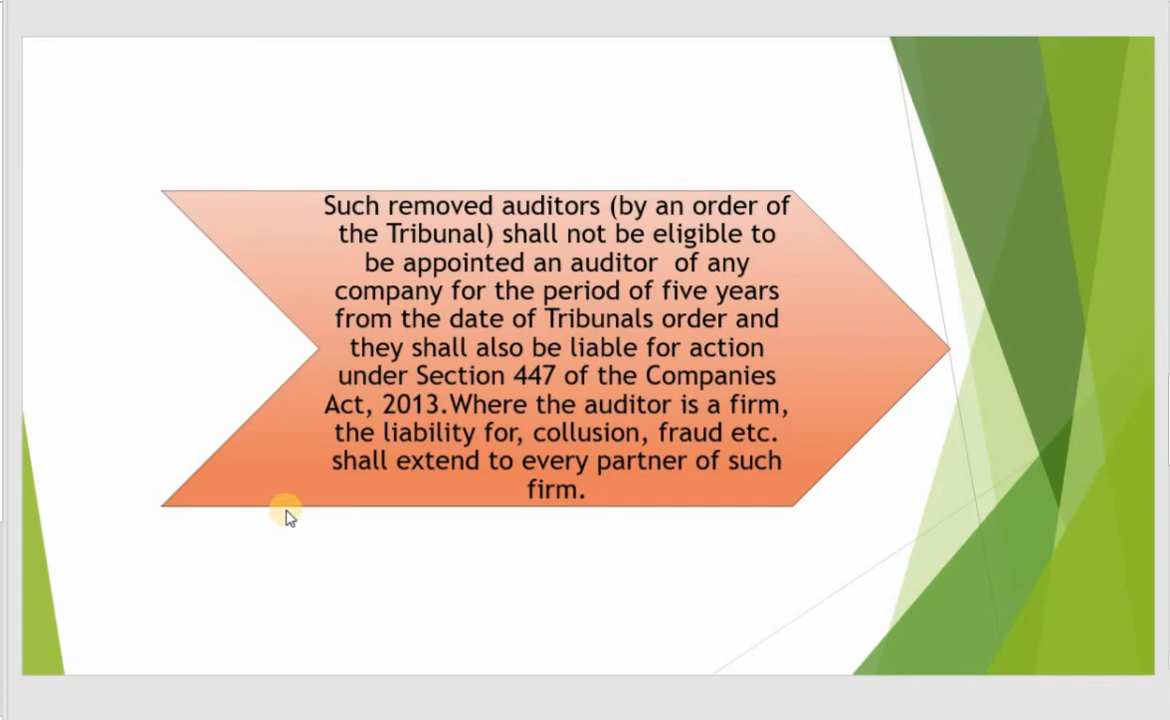 Such removed auditors (by an order of
the Tribunal) shall not be eligible to
be appointed an auditor  of any
company for the period of five years
from the date of Tribunals order and
they shall also be liable for action
under Section 447 of the Companies
Act, 2013.Where the auditor is a firm,
the liability for, collusion, fraud etc.
shall extend to every partner of such
firm.